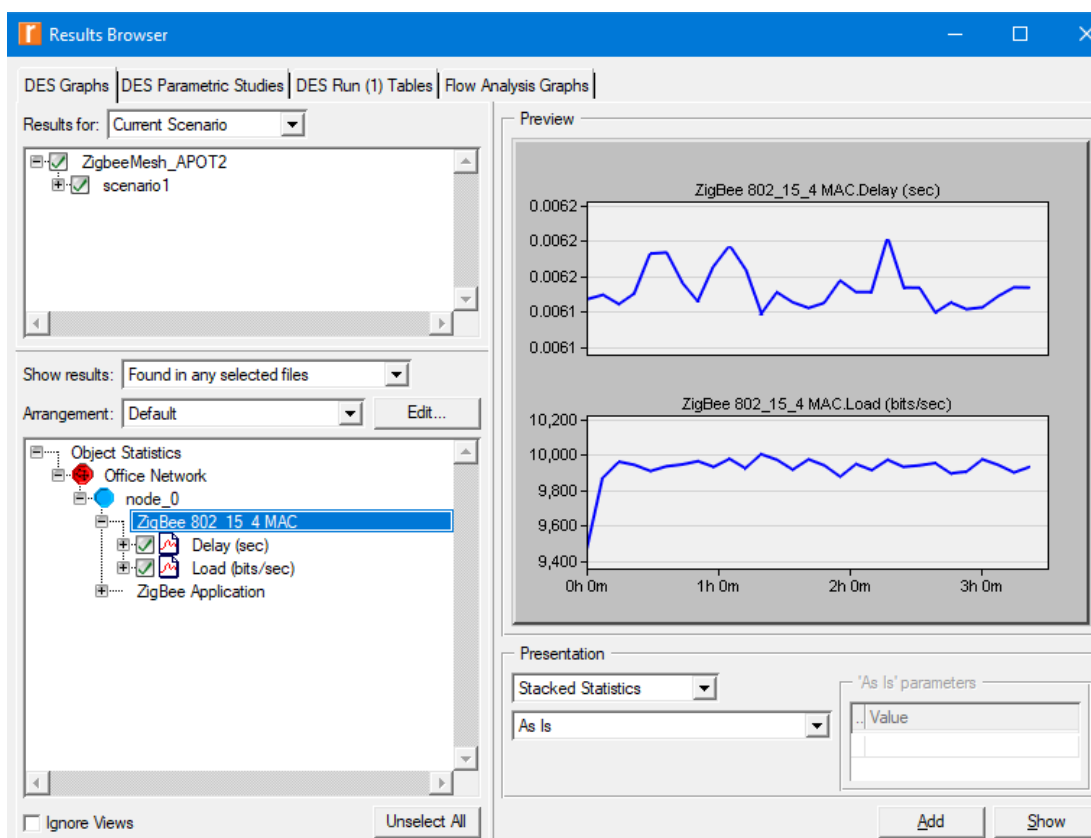 Results Browser
DES Graphs DES Parametric Studies DES Run (1) Tables Flow Analysis Graphs
Results for: Current Scenario
ZigbeeMesh_APOT2
scenario1
Show results: Found in any selected files
Arrangement: Default Edit...
Object Statistics
Office Network
node_0
ZigBee 802_15_4 MAC
Delay (sec)
Load (bits/sec)
ZigBee Application
Ignore Views Unselect All
Preview
ZigBee 802_15_4 MAC.Delay (sec)
0.0062
0.0062
0.0062
0.0061
0.0061
ZigBee 802_15_4 MAC.Load (bits/sec)
10,200
10,000
9,800
9,600
9,400
0h 0m 1h 0m 2h 0m 3h 0m
Presentation
Stacked Statistics
As Is
'As Is' parameters
.. Value
Add Show